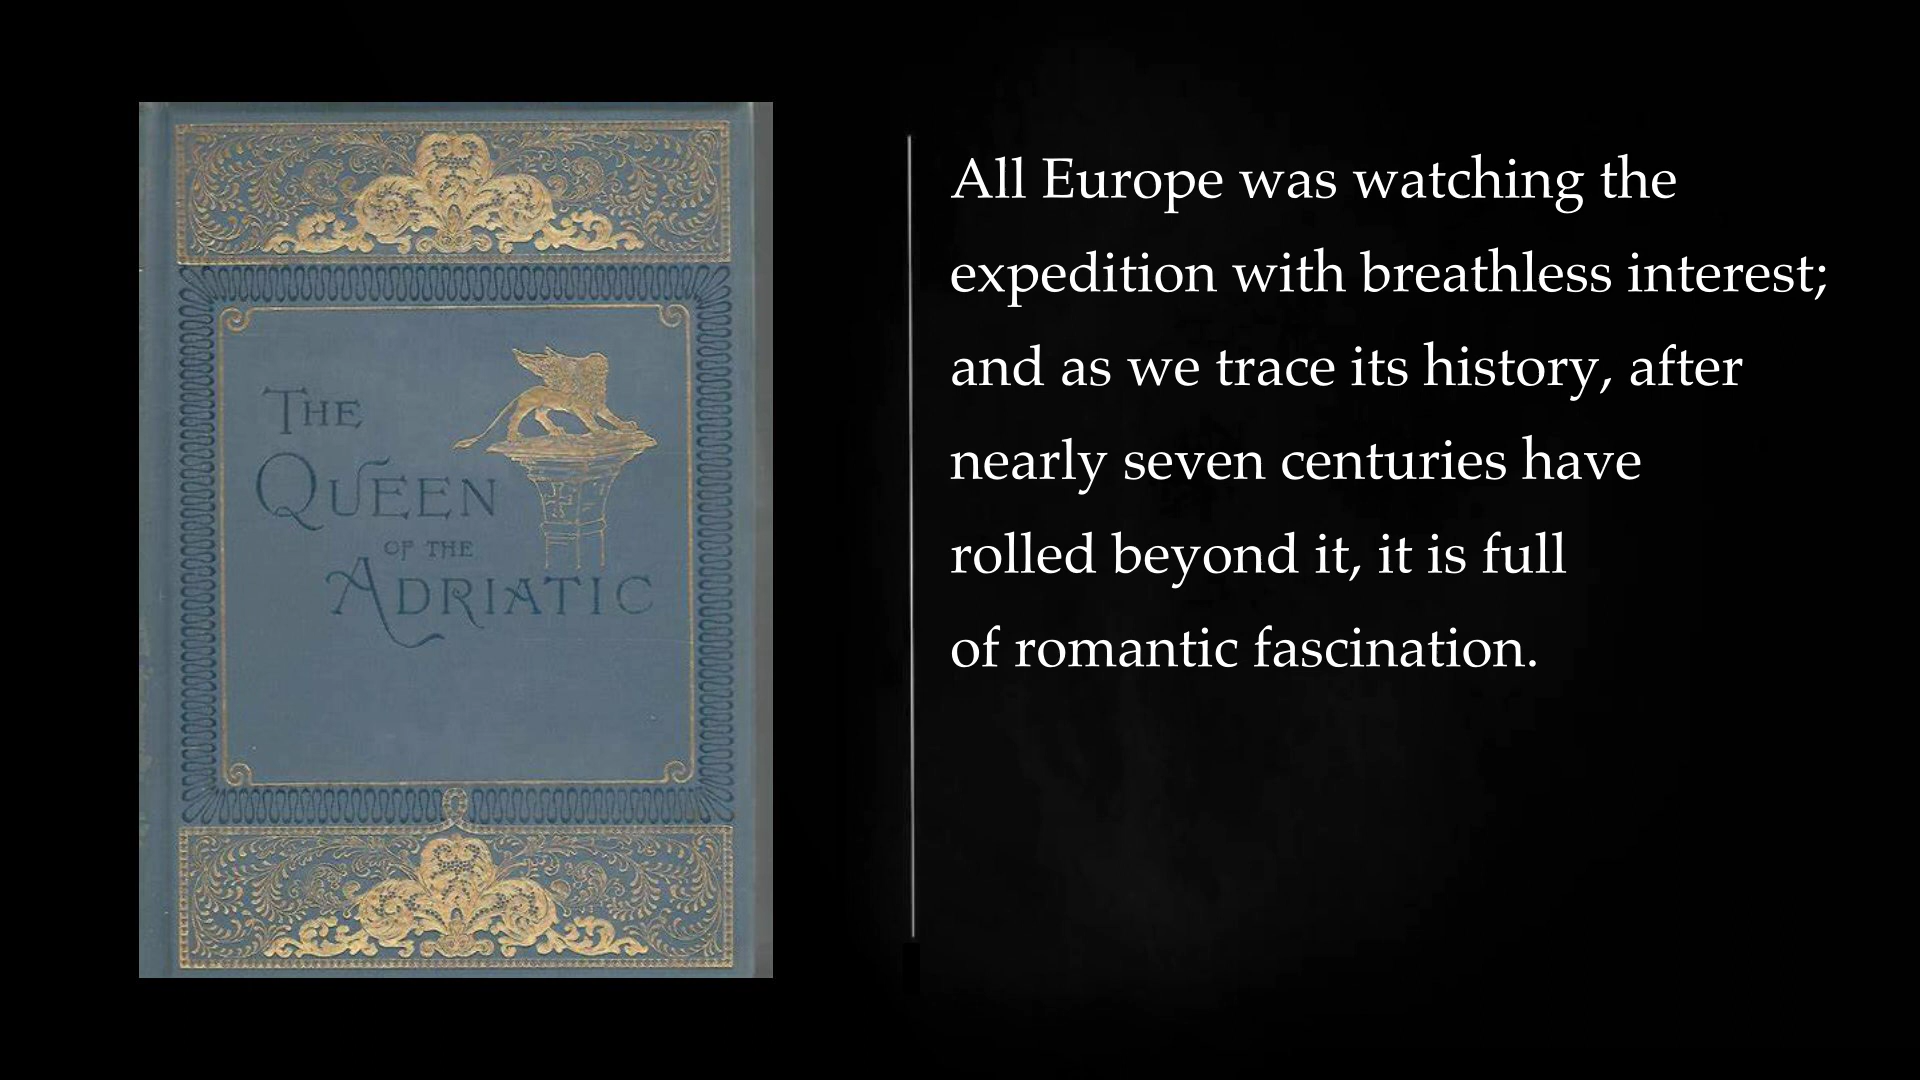 THE
QUEEN
OF THE
ADRIATIC
All Europe was watching the
expedition with breathless interest;
and as we trace its history, after
nearly seven centuries have
rolled beyond it, it is full
of romantic fascination.